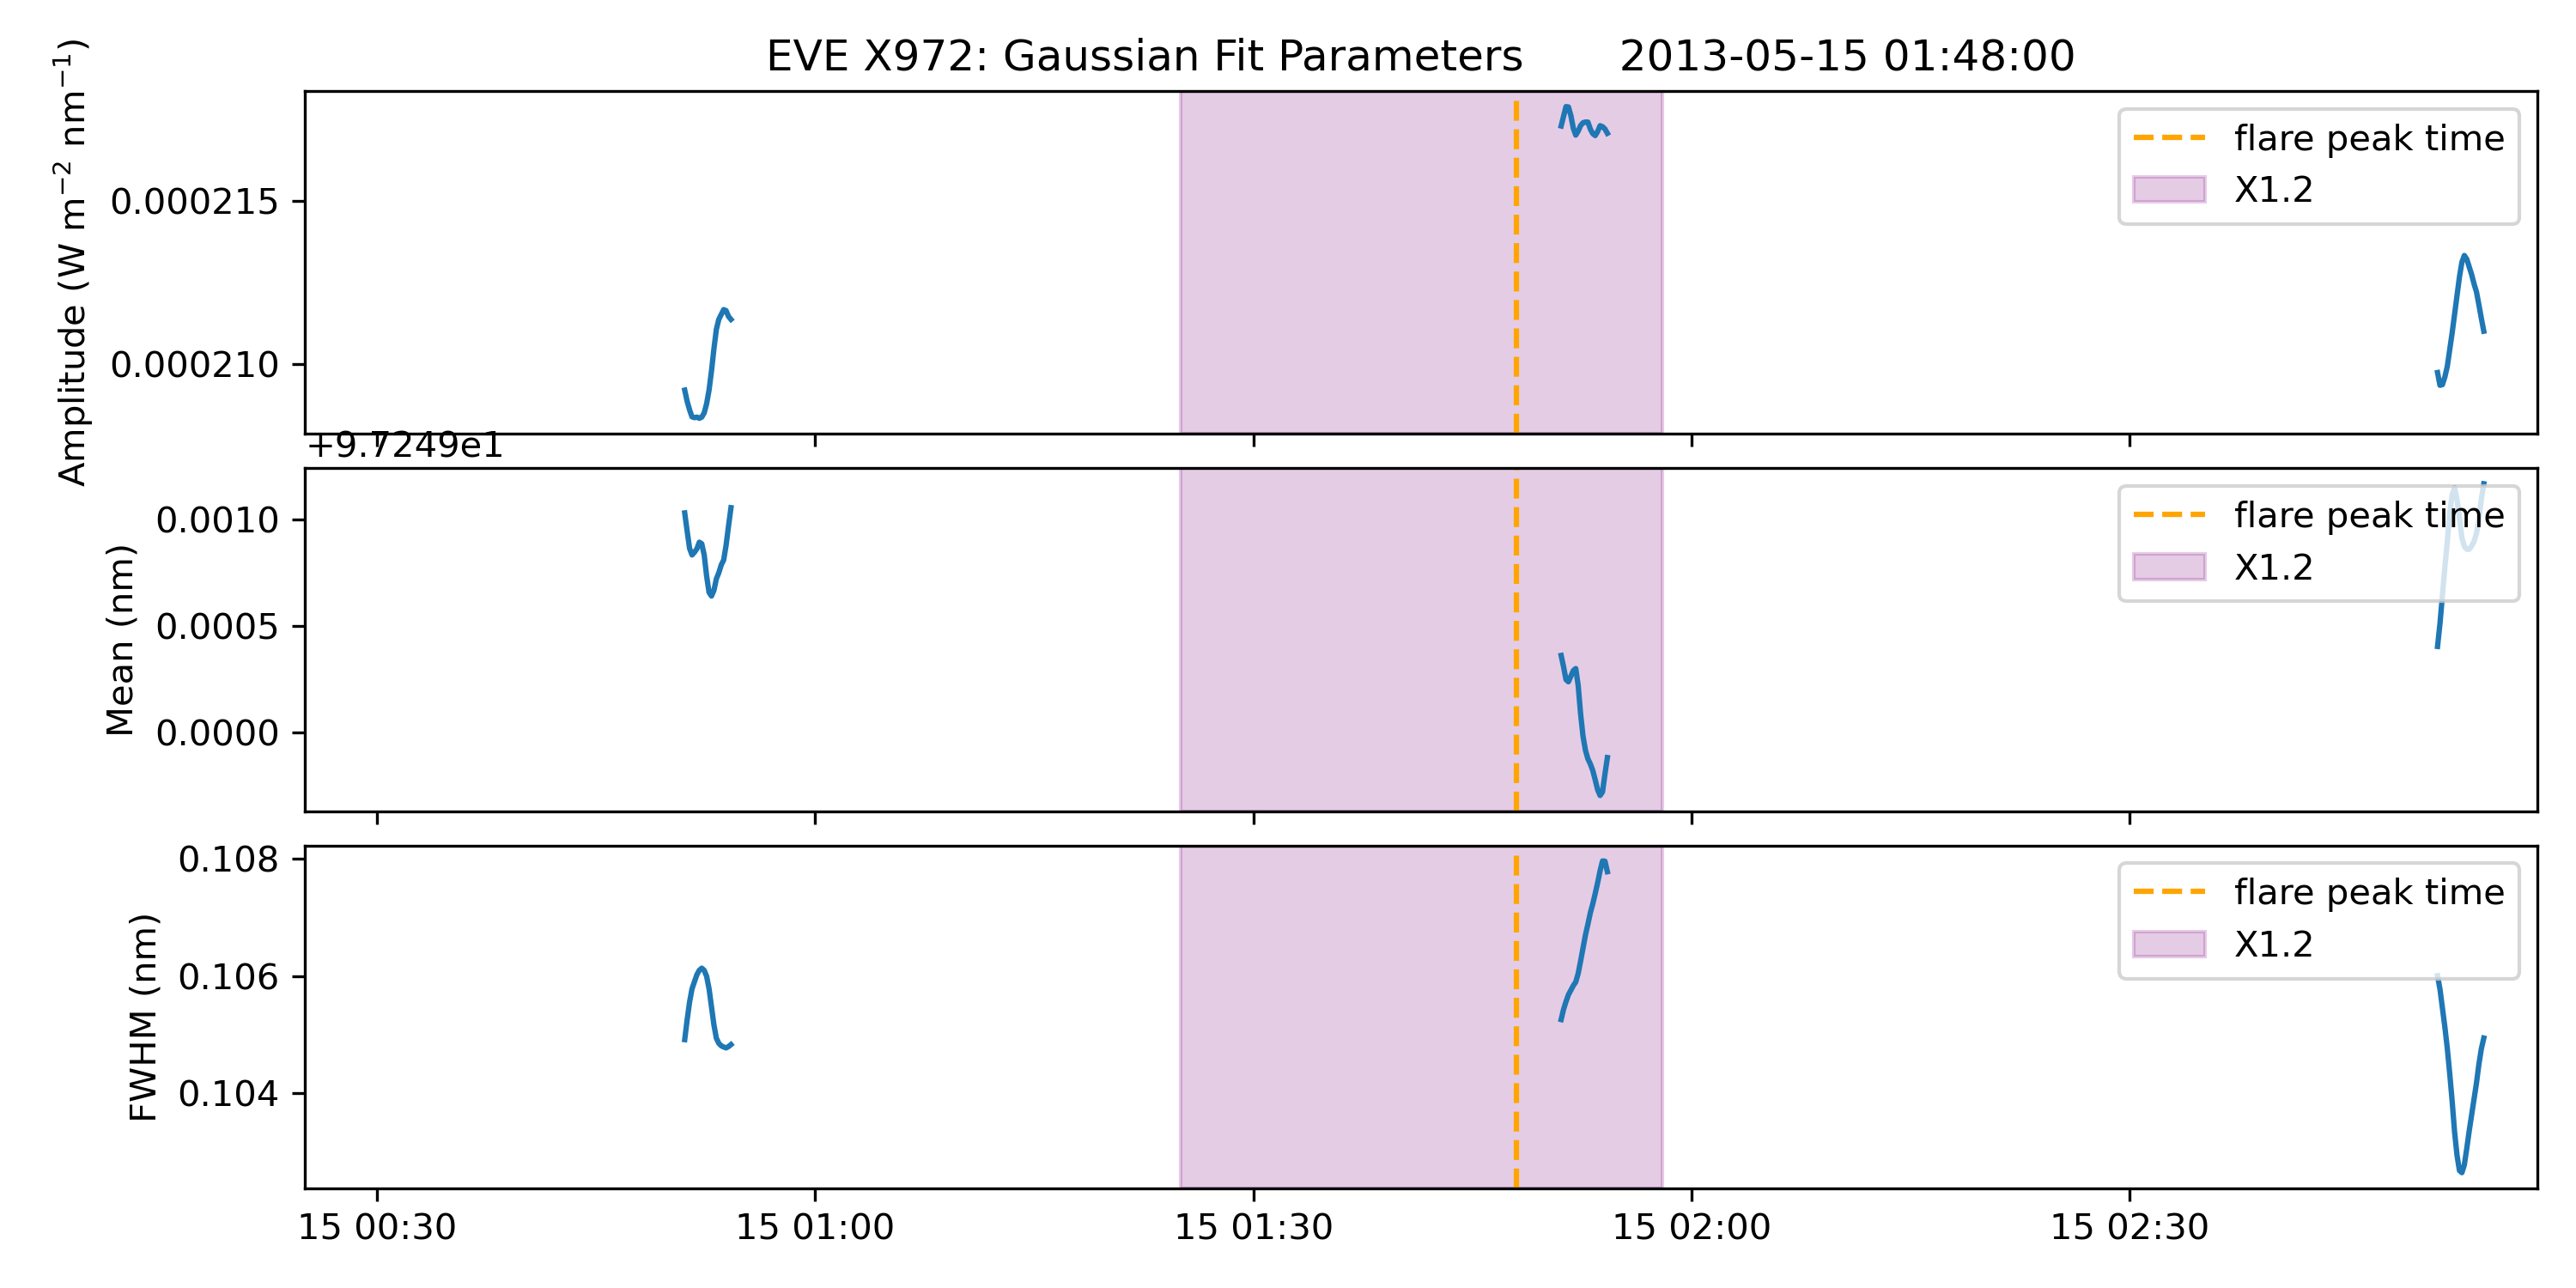 EVE X972: Gaussian Fit Parameters 2013-05-15 01:48:00
Amplitude (W m⁻² nm⁻¹)
0.000215
0.000210
flare peak time
X1.2
+9.7249e1
Mean (nm)
0.0010
0.0005
0.0000
flare peak time
X1.2
FWHM (nm)
0.108
0.106
0.104
flare peak time
X1.2
15 00:30 15 01:00 15 01:30 15 02:00 15 02:30